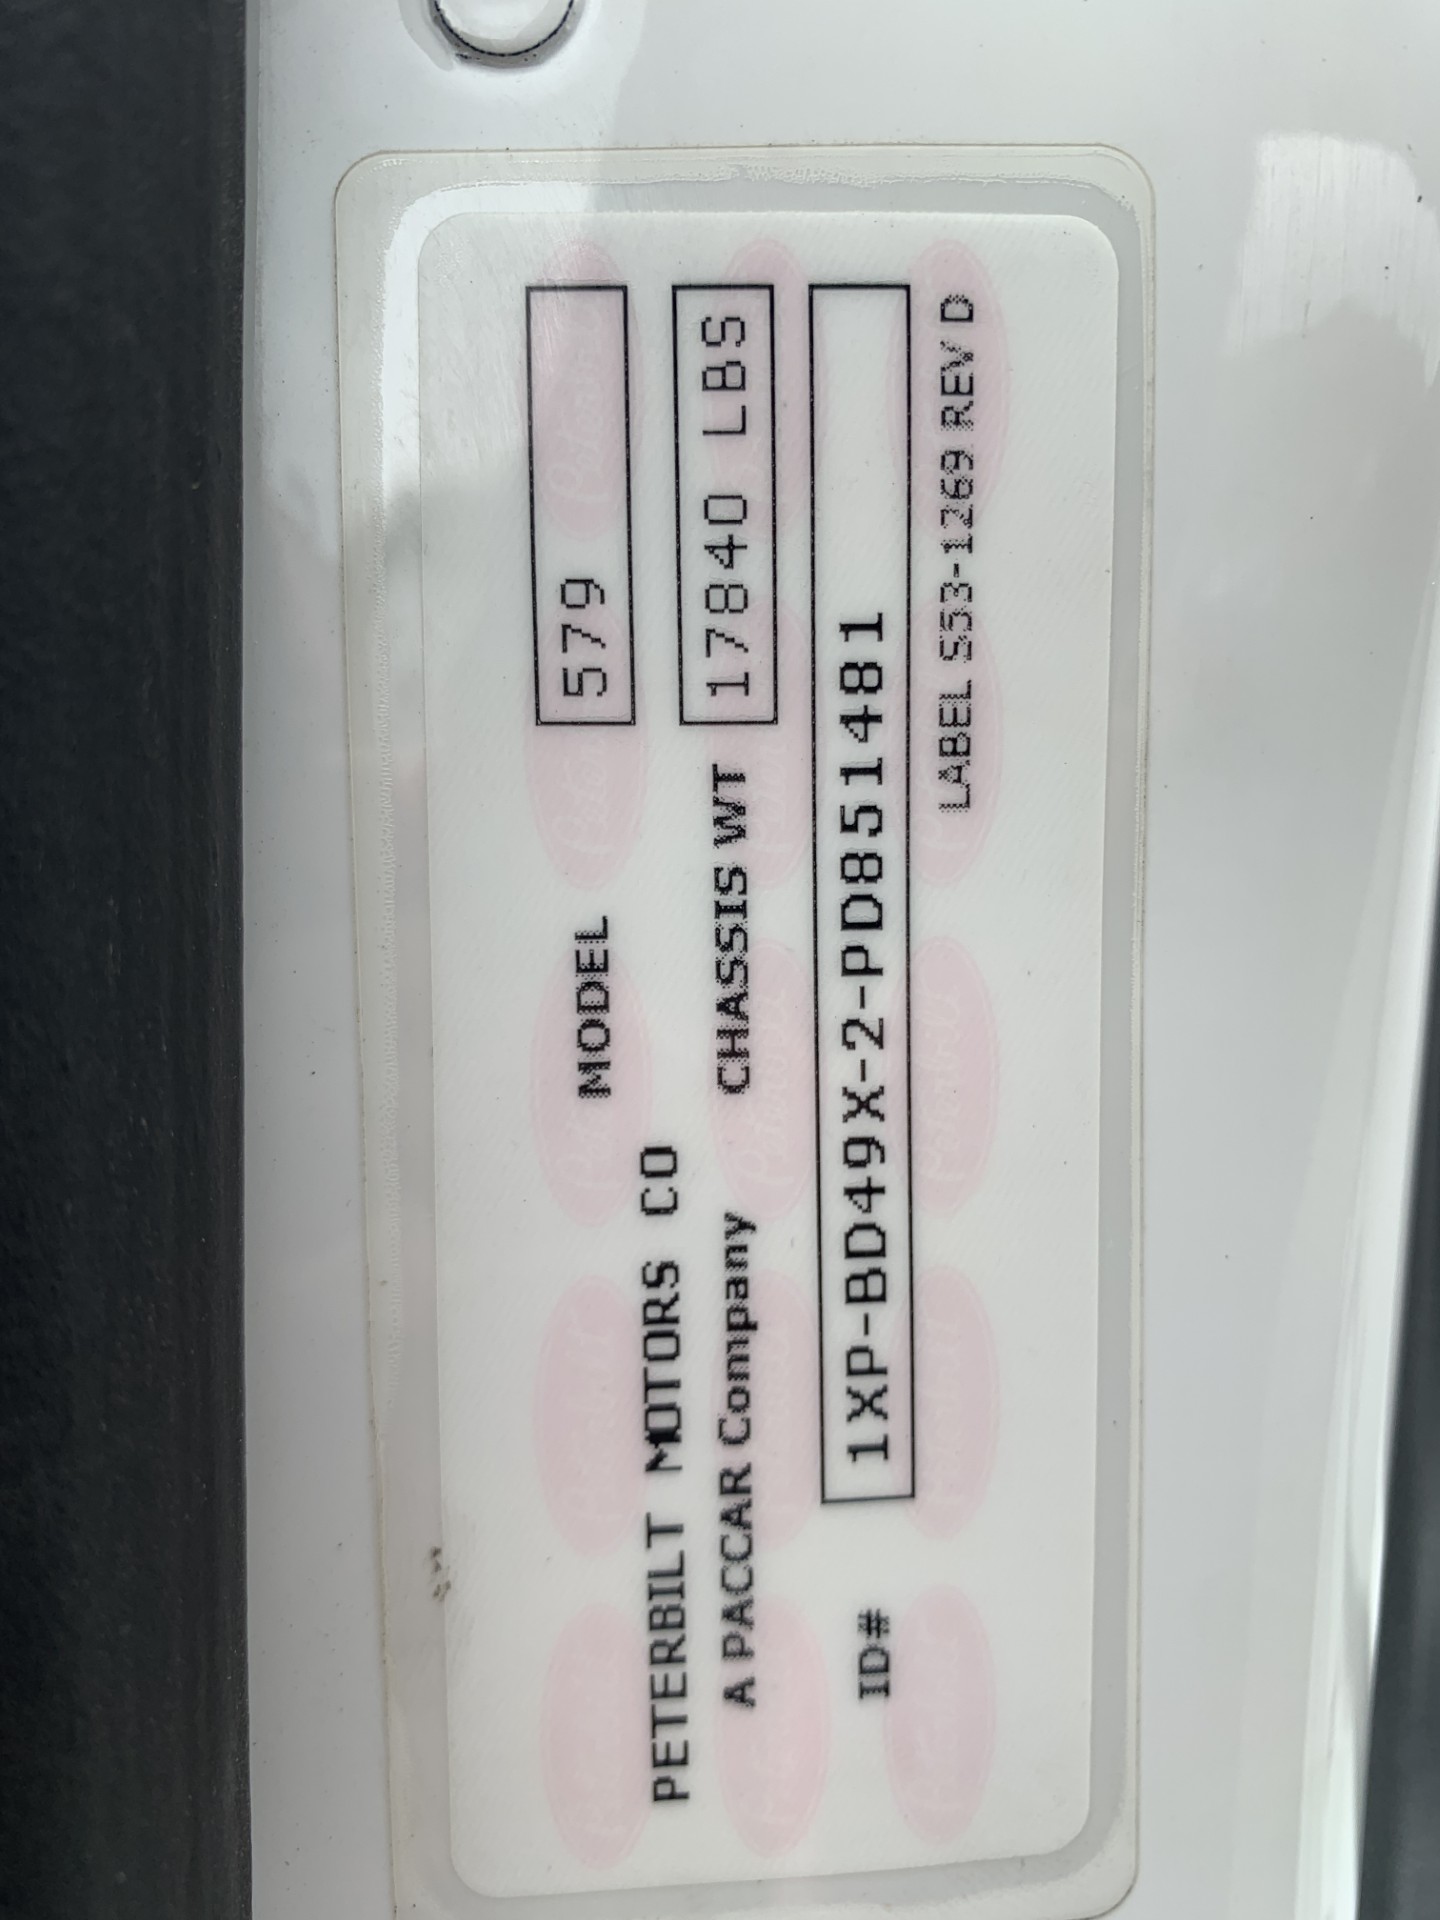 MODEL 579
PETERBILT MOTORS CO
CHASSIS WT 17840 LBS
A PACCAR Company
ID# 1XP-BD49X-2-PD851481
LABEL S53-1269 REV D